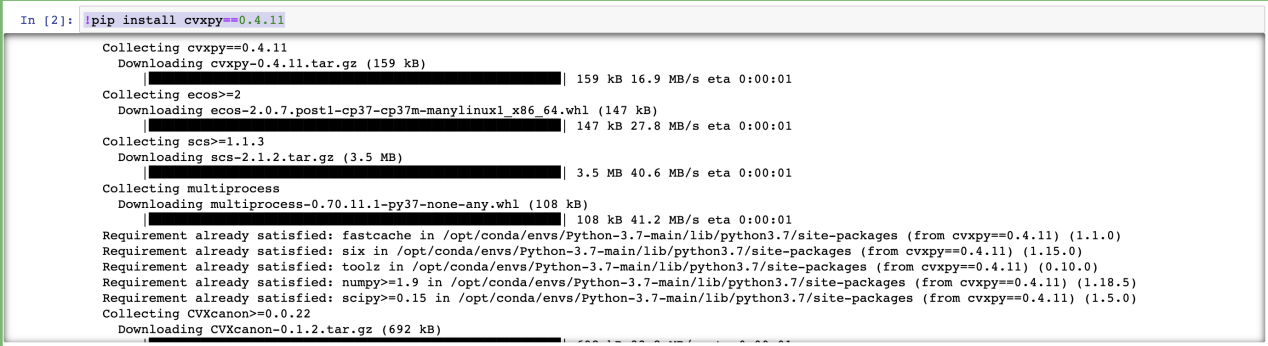 In [2]: !pip install cvxpy==0.4.11
Collecting cvxpy==0.4.11
Downloading cvxpy-0.4.11.tar.gz (159 kB)
| 159 kB 16.9 MB/s eta 0:00:01
Collecting ecos>=2
Downloading ecos-2.0.7.post1-cp37-cp37m-manylinux1_x86_64.whl (147 kB)
| 147 kB 27.8 MB/s eta 0:00:01
Collecting scs>=1.1.3
Downloading scs-2.1.2.tar.gz (3.5 MB)
| 3.5 MB 40.6 MB/s eta 0:00:01
Collecting multiprocess
Downloading multiprocess-0.70.11.1-py37-none-any.whl (108 kB)
| 108 kB 41.2 MB/s eta 0:00:01
Requirement already satisfied: fastcache in /opt/conda/envs/Python-3.7-main/lib/python3.7/site-packages (from cvxpy==0.4.11) (1.1.0)
Requirement already satisfied: six in /opt/conda/envs/Python-3.7-main/lib/python3.7/site-packages (from cvxpy==0.4.11) (1.15.0)
Requirement already satisfied: toolz in /opt/conda/envs/Python-3.7-main/lib/python3.7/site-packages (from cvxpy==0.4.11) (0.10.0)
Requirement already satisfied: numpy>=1.9 in /opt/conda/envs/Python-3.7-main/lib/python3.7/site-packages (from cvxpy==0.4.11) (1.18.5)
Requirement already satisfied: scipy>=0.15 in /opt/conda/envs/Python-3.7-main/lib/python3.7/site-packages (from cvxpy==0.4.11) (1.5.0)
Collecting CVXcanon>=0.0.22
Downloading CVXcanon-0.1.2.tar.gz (692 kB)